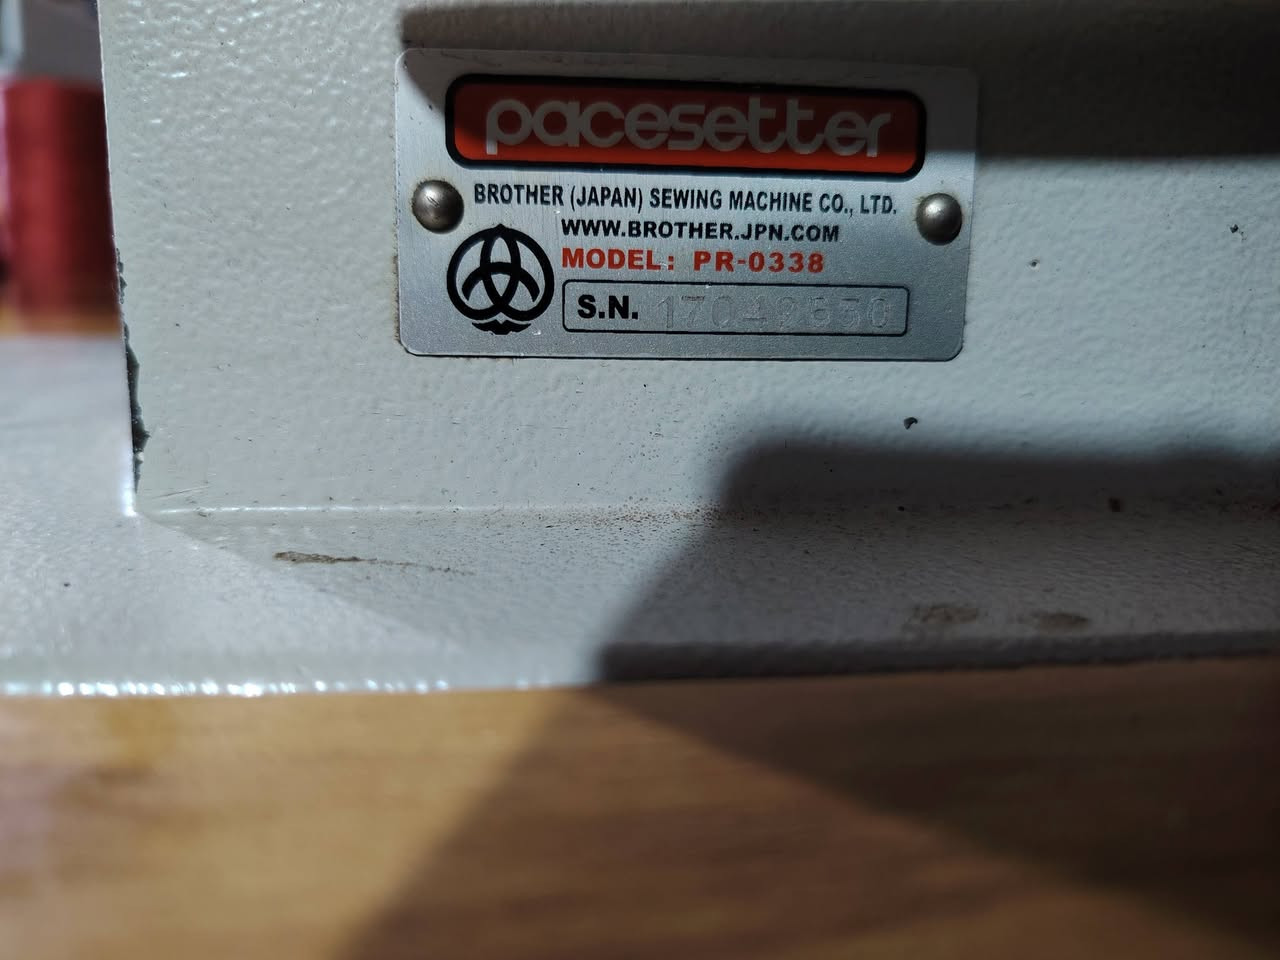 pacesetter
BROTHER (JAPAN) SEWING MACHINE CO., LTD.
WWW.BROTHER.JPN.COM
MODEL: PR-0338
S.N.